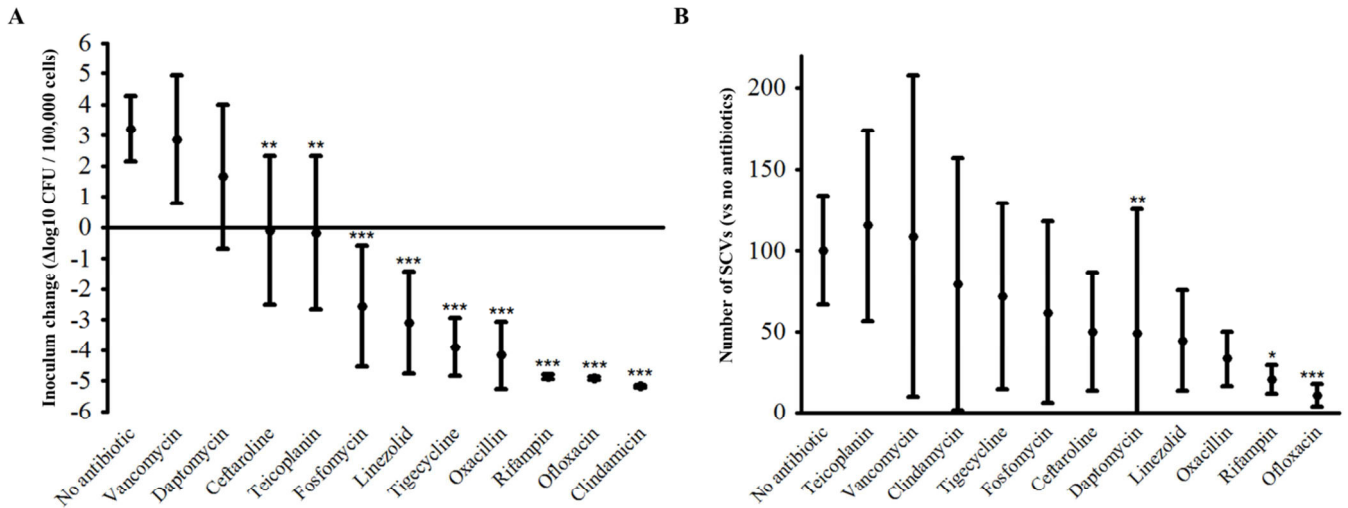 A
Inoculum change (Δlog10 CFU / 100,000 cells)
6
5
4
3
2
1
0
-1
-2
-3
-4
-5
-6
**
**
***
***
***
***
***
***
***
No antibiotic
Vancomycin
Daptomycin
Ceftaroline
Teicoplanin
Fosfomycin
Linezolid
Tigecycline
Oxacillin
Rifampin
Ofloxacin
Clindamicin
B
Number of SCVs (vs no antibiotics)
200
150
100
50
0
**
*
***
No antibiotic
Teicoplanin
Vancomycin
Clindamycin
Tigecycline
Fosfomycin
Ceftaroline
Daptomycin
Linezolid
Oxacillin
Rifampin
Ofloxacin